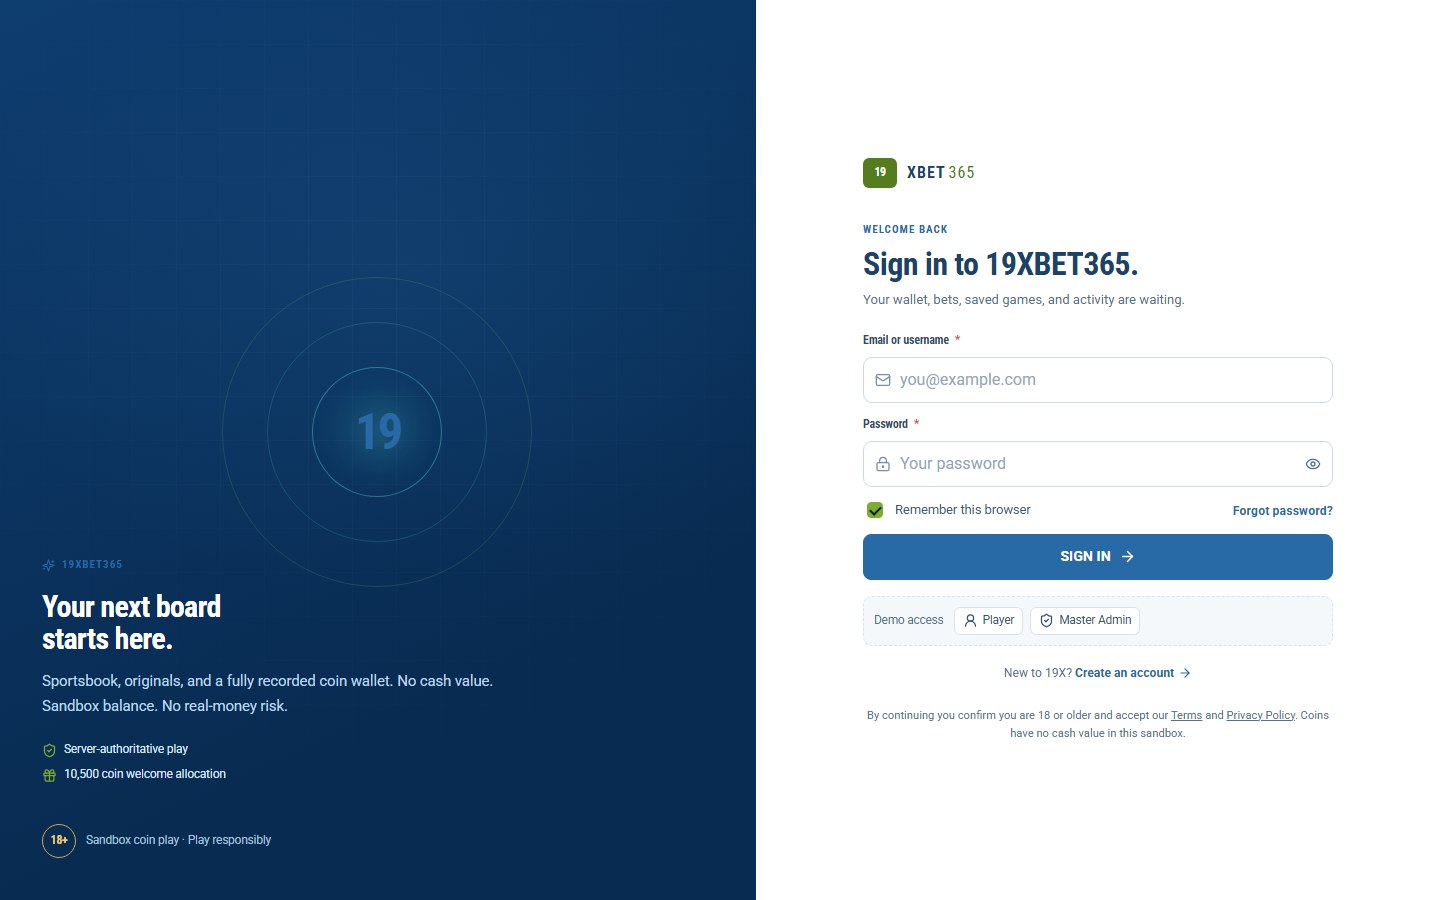 19
19XBET365
Your next board
starts here.
Sportsbook, originals, and a fully recorded coin wallet. No cash value.
Sandbox balance. No real-money risk.
Server-authoritative play
10,500 coin welcome allocation
18+ Sandbox coin play · Play responsibly
19 XBET 365
WELCOME BACK
Sign in to 19XBET365.
Your wallet, bets, saved games, and activity are waiting.
Email or username *
you@example.com
Password *
Your password
Remember this browser Forgot password?
SIGN IN →
Demo access Player Master Admin
New to 19X? Create an account →
By continuing you confirm you are 18 or older and accept our Terms and Privacy Policy. Coins
have no cash value in this sandbox.